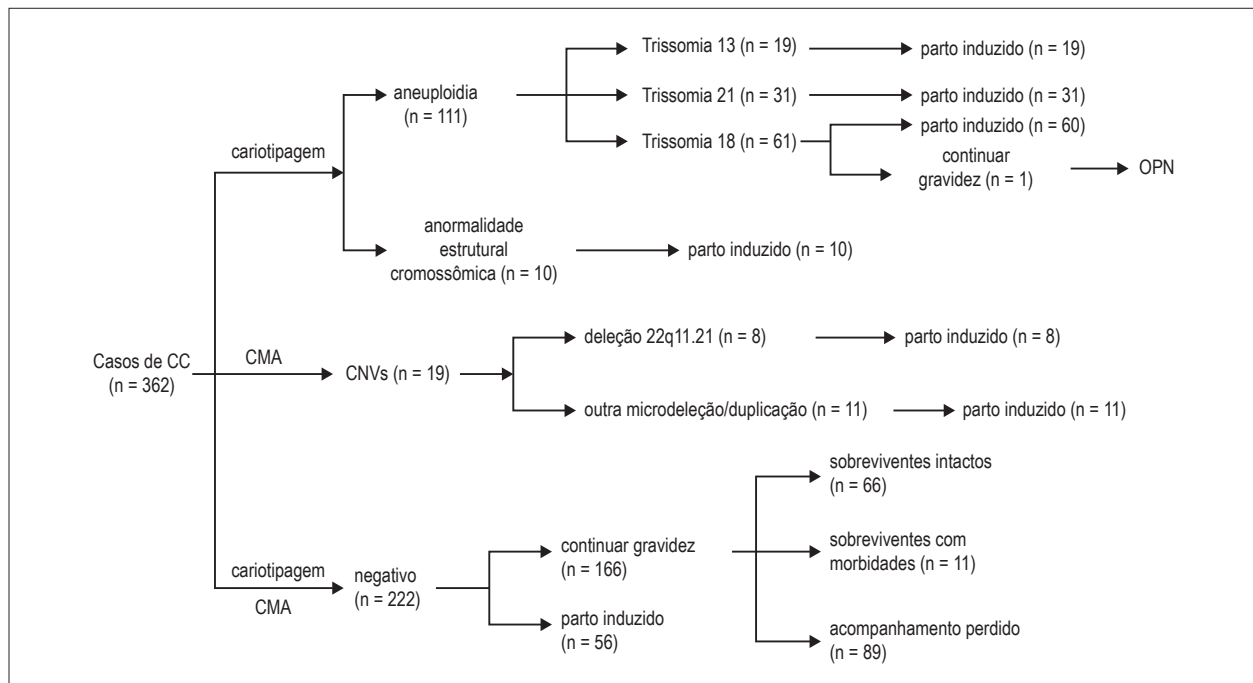 Trissomia 13 (n = 19)
parto induzido (n = 19)
aneuploidia
(n = 111)
Trissomia 21 (n = 31)
parto induzido (n = 31)
Trissomia 18 (n = 61)
parto induzido (n = 60)
continuar
gravidez (n = 1)
OPN
cariotipagem
anormalidade
estrutural
cromossômica (n = 10)
parto induzido (n = 10)
Casos de CC
(n = 362)
CMA
CNVs (n = 19)
deleção 22q11.21 (n = 8)
parto induzido (n = 8)
outra microdeleção/duplicação (n = 11)
parto induzido (n = 11)
cariotipagem
CMA
negativo
(n = 222)
continuar gravidez
(n = 166)
parto induzido
(n = 56)
sobreviventes intactos
(n = 66)
sobreviventes com
morbidades (n = 11)
acompanhamento perdido
(n = 89)